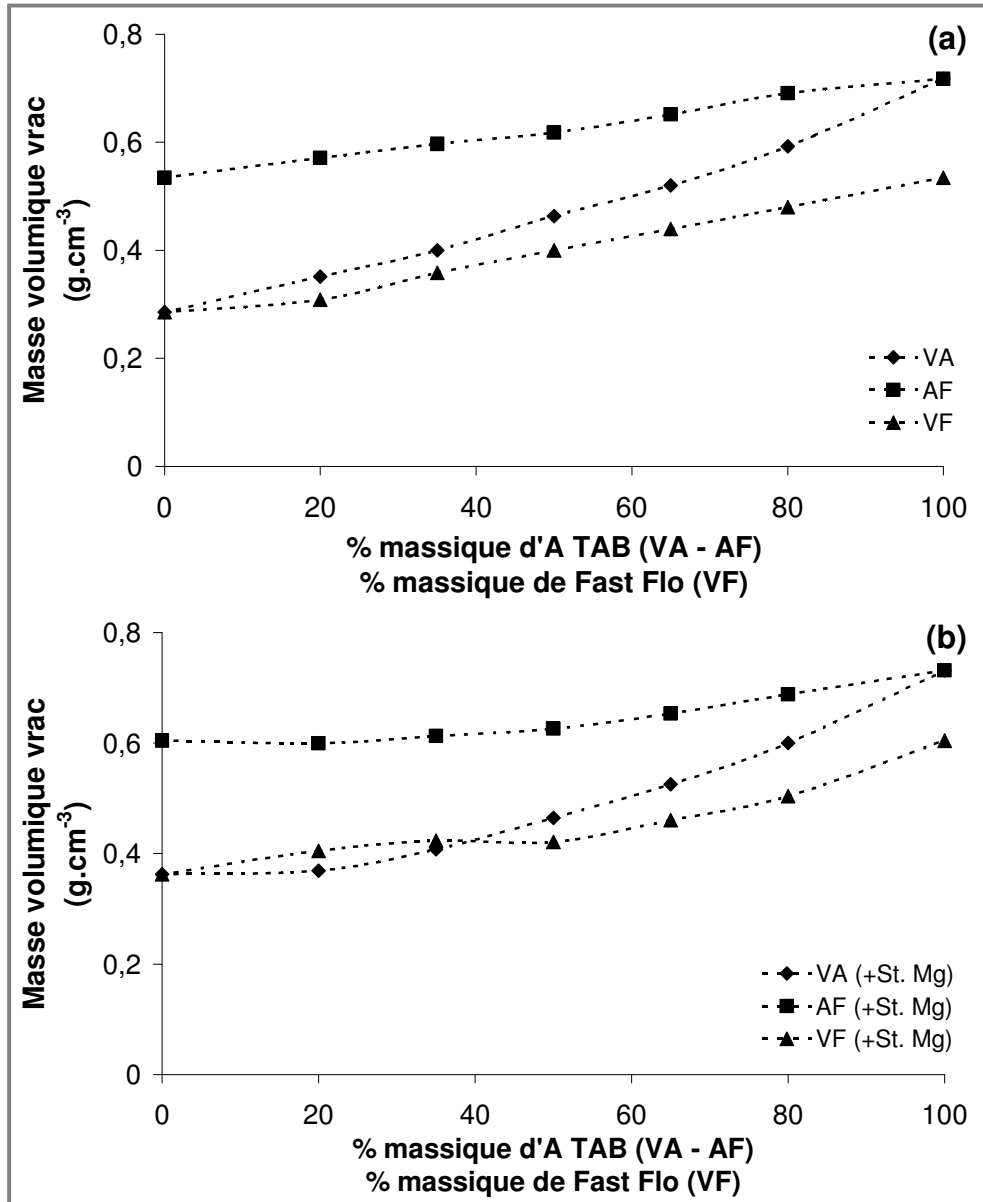 (a)
Masse volumique vrac
(g.cm-3)
0,8
0,6
0,4
0,2
0
VA
AF
VF
0 20 40 60 80 100
% massique d'A TAB (VA - AF)
% massique de Fast Flo (VF)
(b)
Masse volumique vrac
(g.cm-3)
0,8
0,6
0,4
0,2
0
VA (+St. Mg)
AF (+St. Mg)
VF (+St. Mg)
0 20 40 60 80 100
% massique d'A TAB (VA - AF)
% massique de Fast Flo (VF)